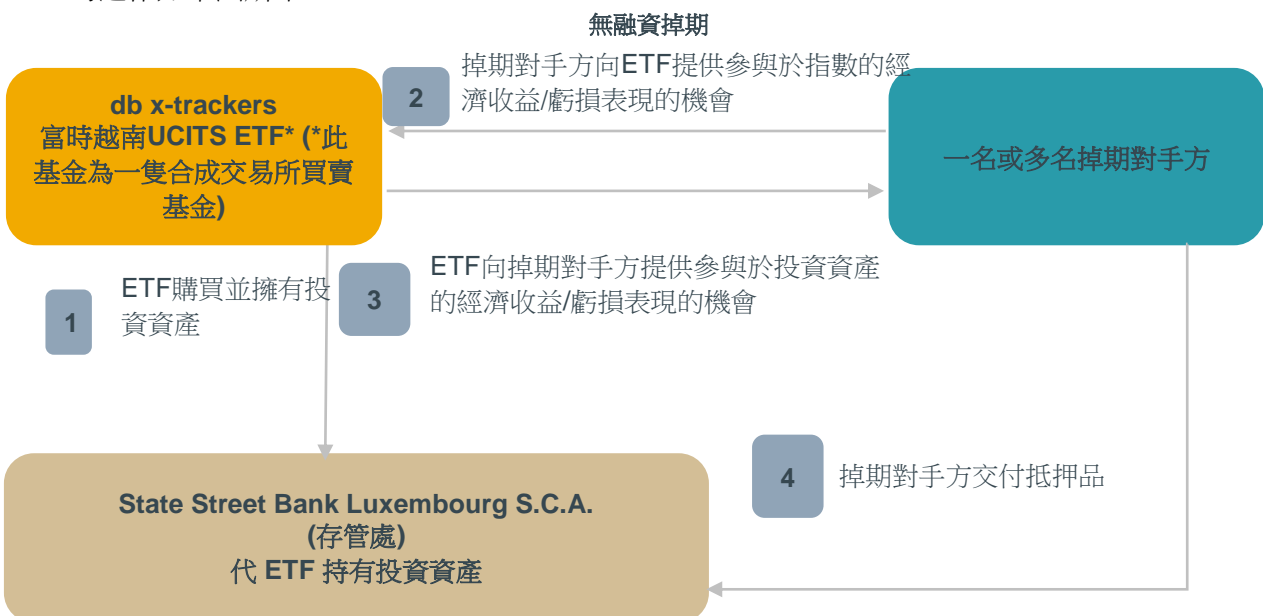 無融資掉期
2
掉期對手方向ETF提供參與於指數的經
濟收益/虧損表現的機會
db x-trackers
富時越南UCITS ETF* (*此
基金為一隻合成交易所買賣
基金)
一名或多名掉期對手方
1
ETF購買並擁有投
資資產
3
ETF向掉期對手方提供參與於投資資產
的經濟收益/虧損表現的機會
4
掉期對手方交付抵押品
State Street Bank Luxembourg S.C.A.
(存管處)
代 ETF 持有投資資產